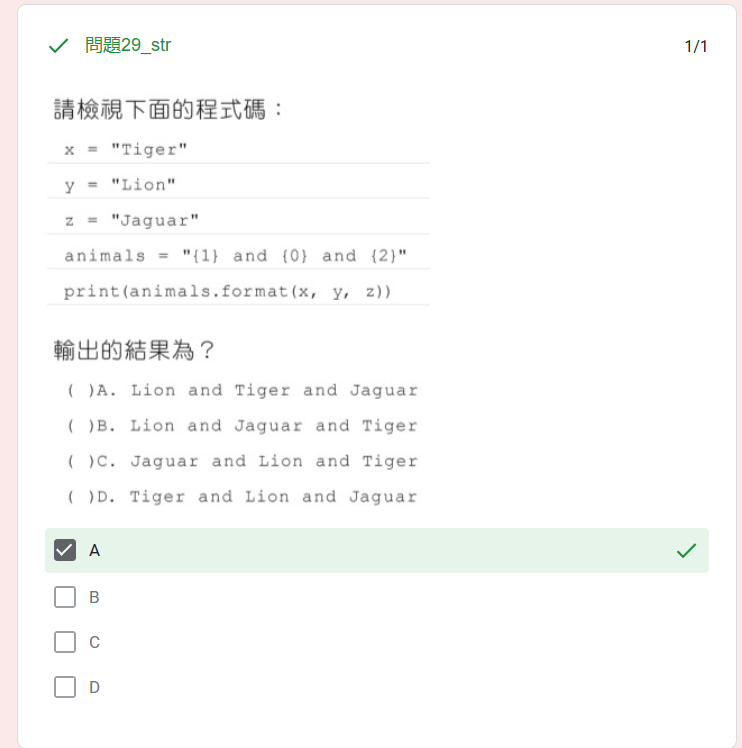 問題29_str
1/1
請檢視下面的程式碼：
x = "Tiger"
y = "Lion"
z = "Jaguar"
animals = "{1} and {0} and {2}"
print(animals.format(x, y, z))
輸出的結果為？
( )A. Lion and Tiger and Jaguar
( )B. Lion and Jaguar and Tiger
( )C. Jaguar and Lion and Tiger
( )D. Tiger and Lion and Jaguar
A
B
C
D